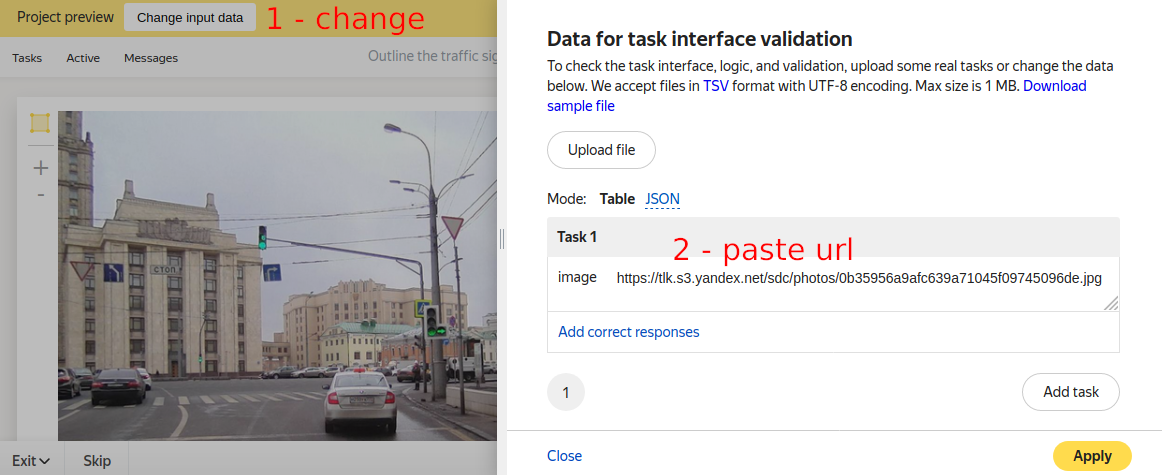 Project preview
Change input data
1 - change
Tasks
Active
Messages
Outline the traffic sig
СТОП
Exit
Skip
Data for task interface validation
To check the task interface, logic, and validation, upload some real tasks or change the data
below. We accept files in TSV format with UTF-8 encoding. Max size is 1 MB. Download
sample file
Upload file
Mode: Table JSON
Task 1
2 - paste url
image https://tlk.s3.yandex.net/sdc/photos/0b35956a9afc639a71045f09745096de.jpg
Add correct responses
1
Add task
Close
Apply